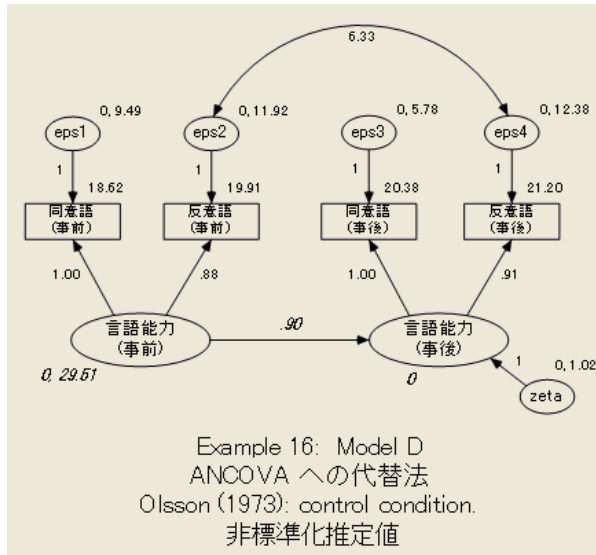 6.33
0, 9.49
0, 11.92
0, 5.78
0, 12.38
eps1
eps2
eps3
eps4
1
1
1
1
18.62
19.91
20.38
21.20
同意語
(事前)
反意語
(事前)
同意語
(事後)
反意語
(事後)
1.00
.88
1.00
.91
言語能力
(事前)
.90
言語能力
(事後)
0, 29.51
0
1
0, 1.02
zeta
Example 16: Model D
ANCOVA への代替法
Olsson (1973): control condition.
非標準化推定値